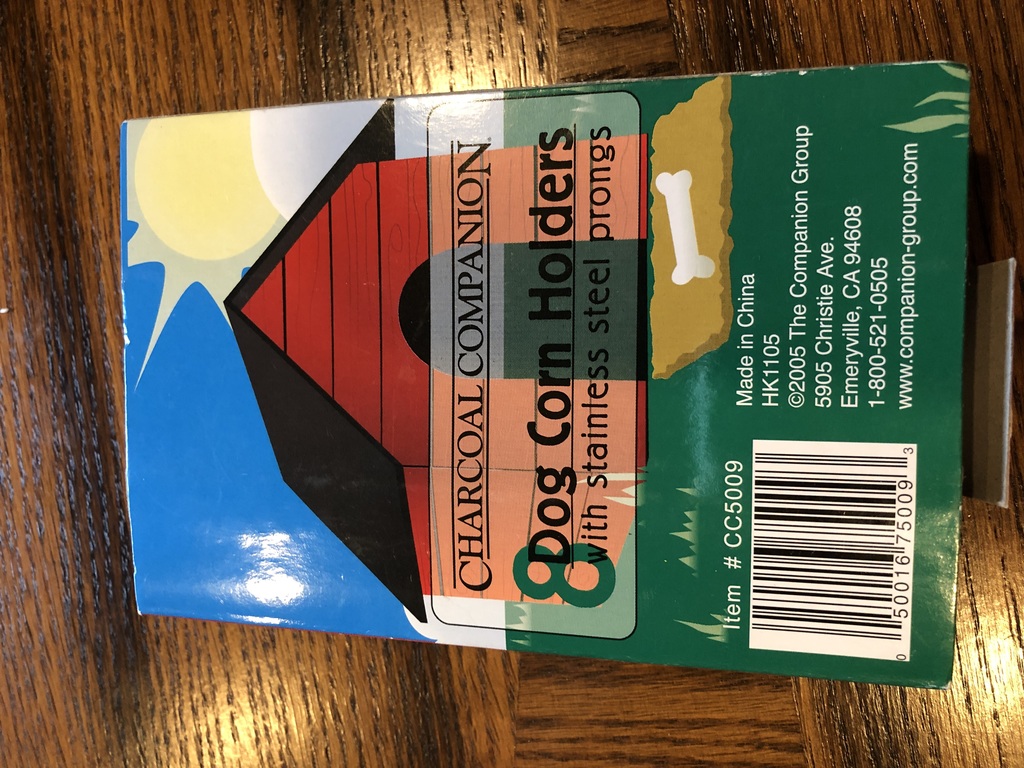 CHARCOAL COMPANION
8 Dog Corn Holders
with stainless steel prongs
Item # CC5009
0 50016 75009 3
Made in China
HK1105
©2005 The Companion Group
5905 Christie Ave.
Emeryville, CA 94608
1-800-521-0505
www.companion-group.com